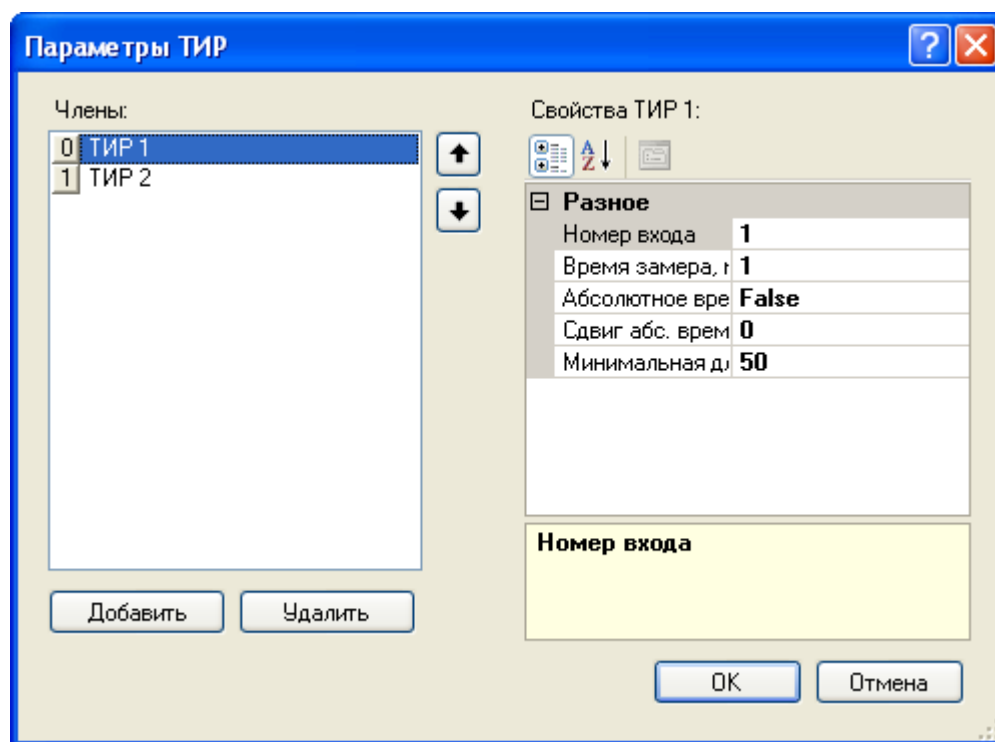 Параметры ТИР
Члены:
0 ТИР 1
1 ТИР 2
Добавить
Удалить
Свойства ТИР 1:
Разное
Номер входа 1
Время замера, 1
Абсолютное вре False
Сдвиг абс. врем 0
Минимальная д 50
Номер входа
OK
Отмена